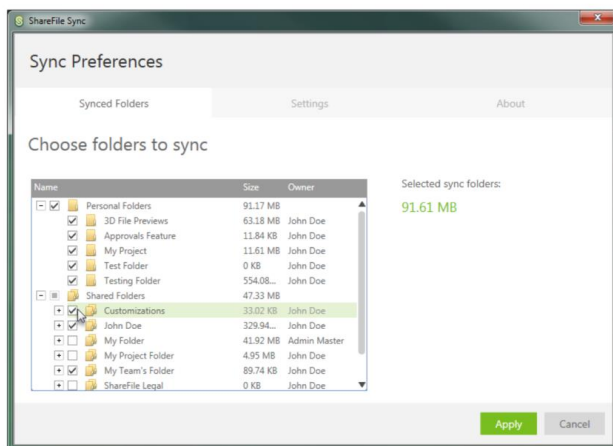 ShareFile Sync
Sync Preferences
Synced Folders Settings About
Choose folders to sync
Name Size Owner
Selected sync folders:
91.61 MB
Personal Folders 91.17 MB
3D File Previews 63.18 MB John Doe
Approvals Feature 11.84 KB John Doe
My Project 11.61 MB John Doe
Test Folder 0 KB John Doe
Testing Folder 554.08... John Doe
Shared Folders 47.33 MB
Customizations 33.02 KB John Doe
John Doe 329.94... John Doe
My Folder 41.92 MB Admin Master
My Project Folder 4.95 MB John Doe
My Team's Folder 89.74 KB John Doe
ShareFile Legal 0 KB John Doe
Apply Cancel